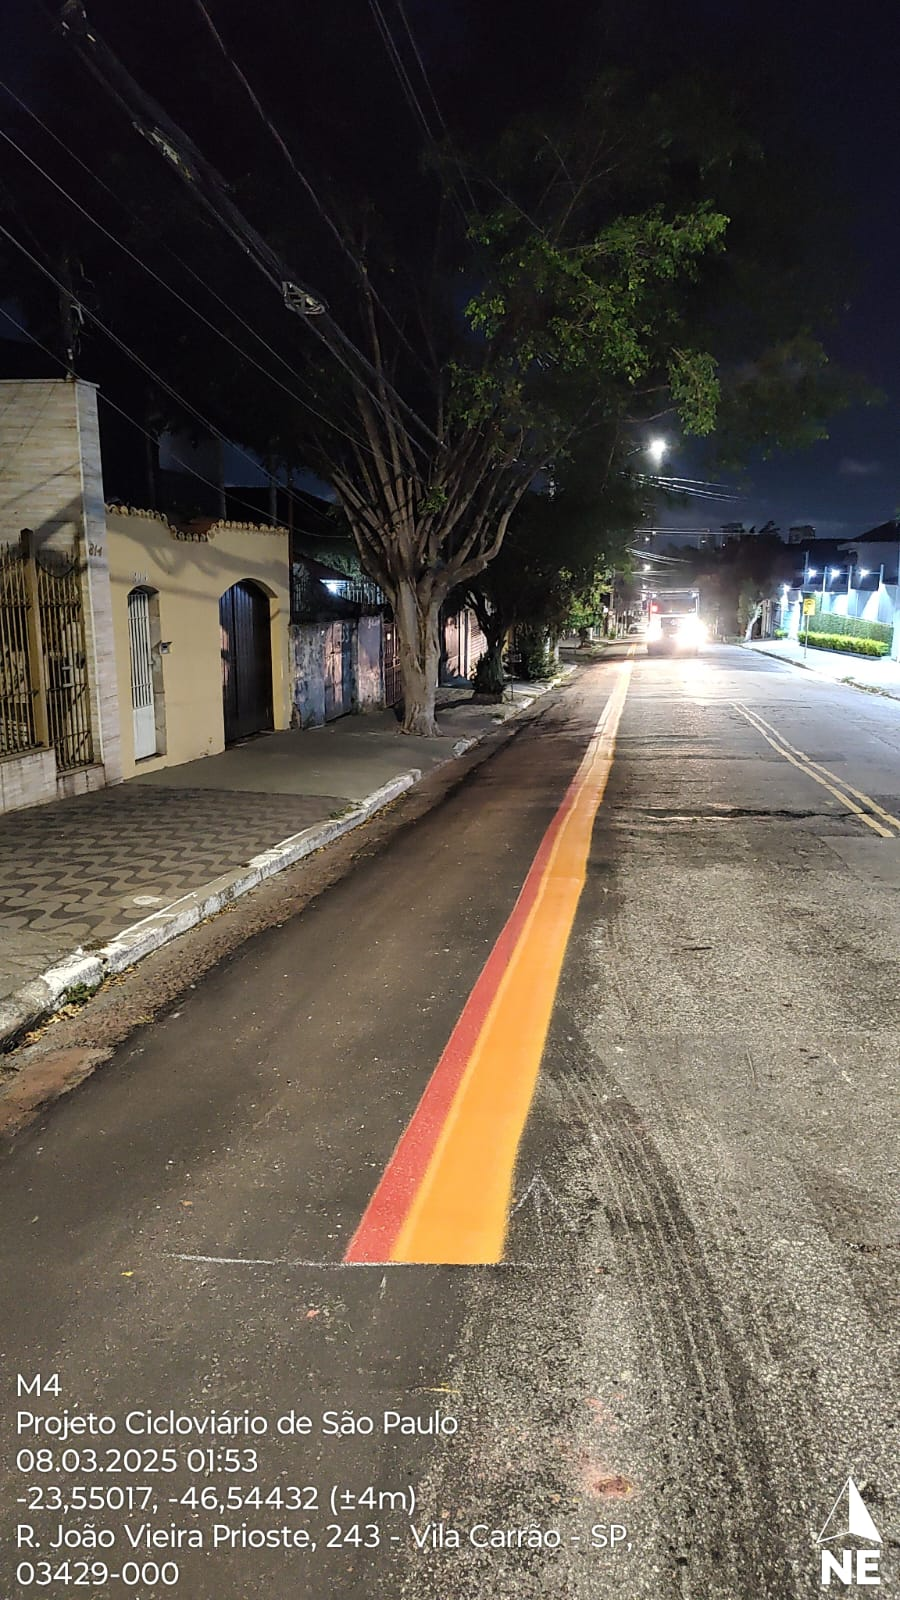 M4
Projeto Cicloviário de São Paulo
08.03.2025 01:53
-23,55017, -46,54432 (±4m)
R. João Vieira Prioste, 243 - Vila Carrão - SP,
03429-000
NE